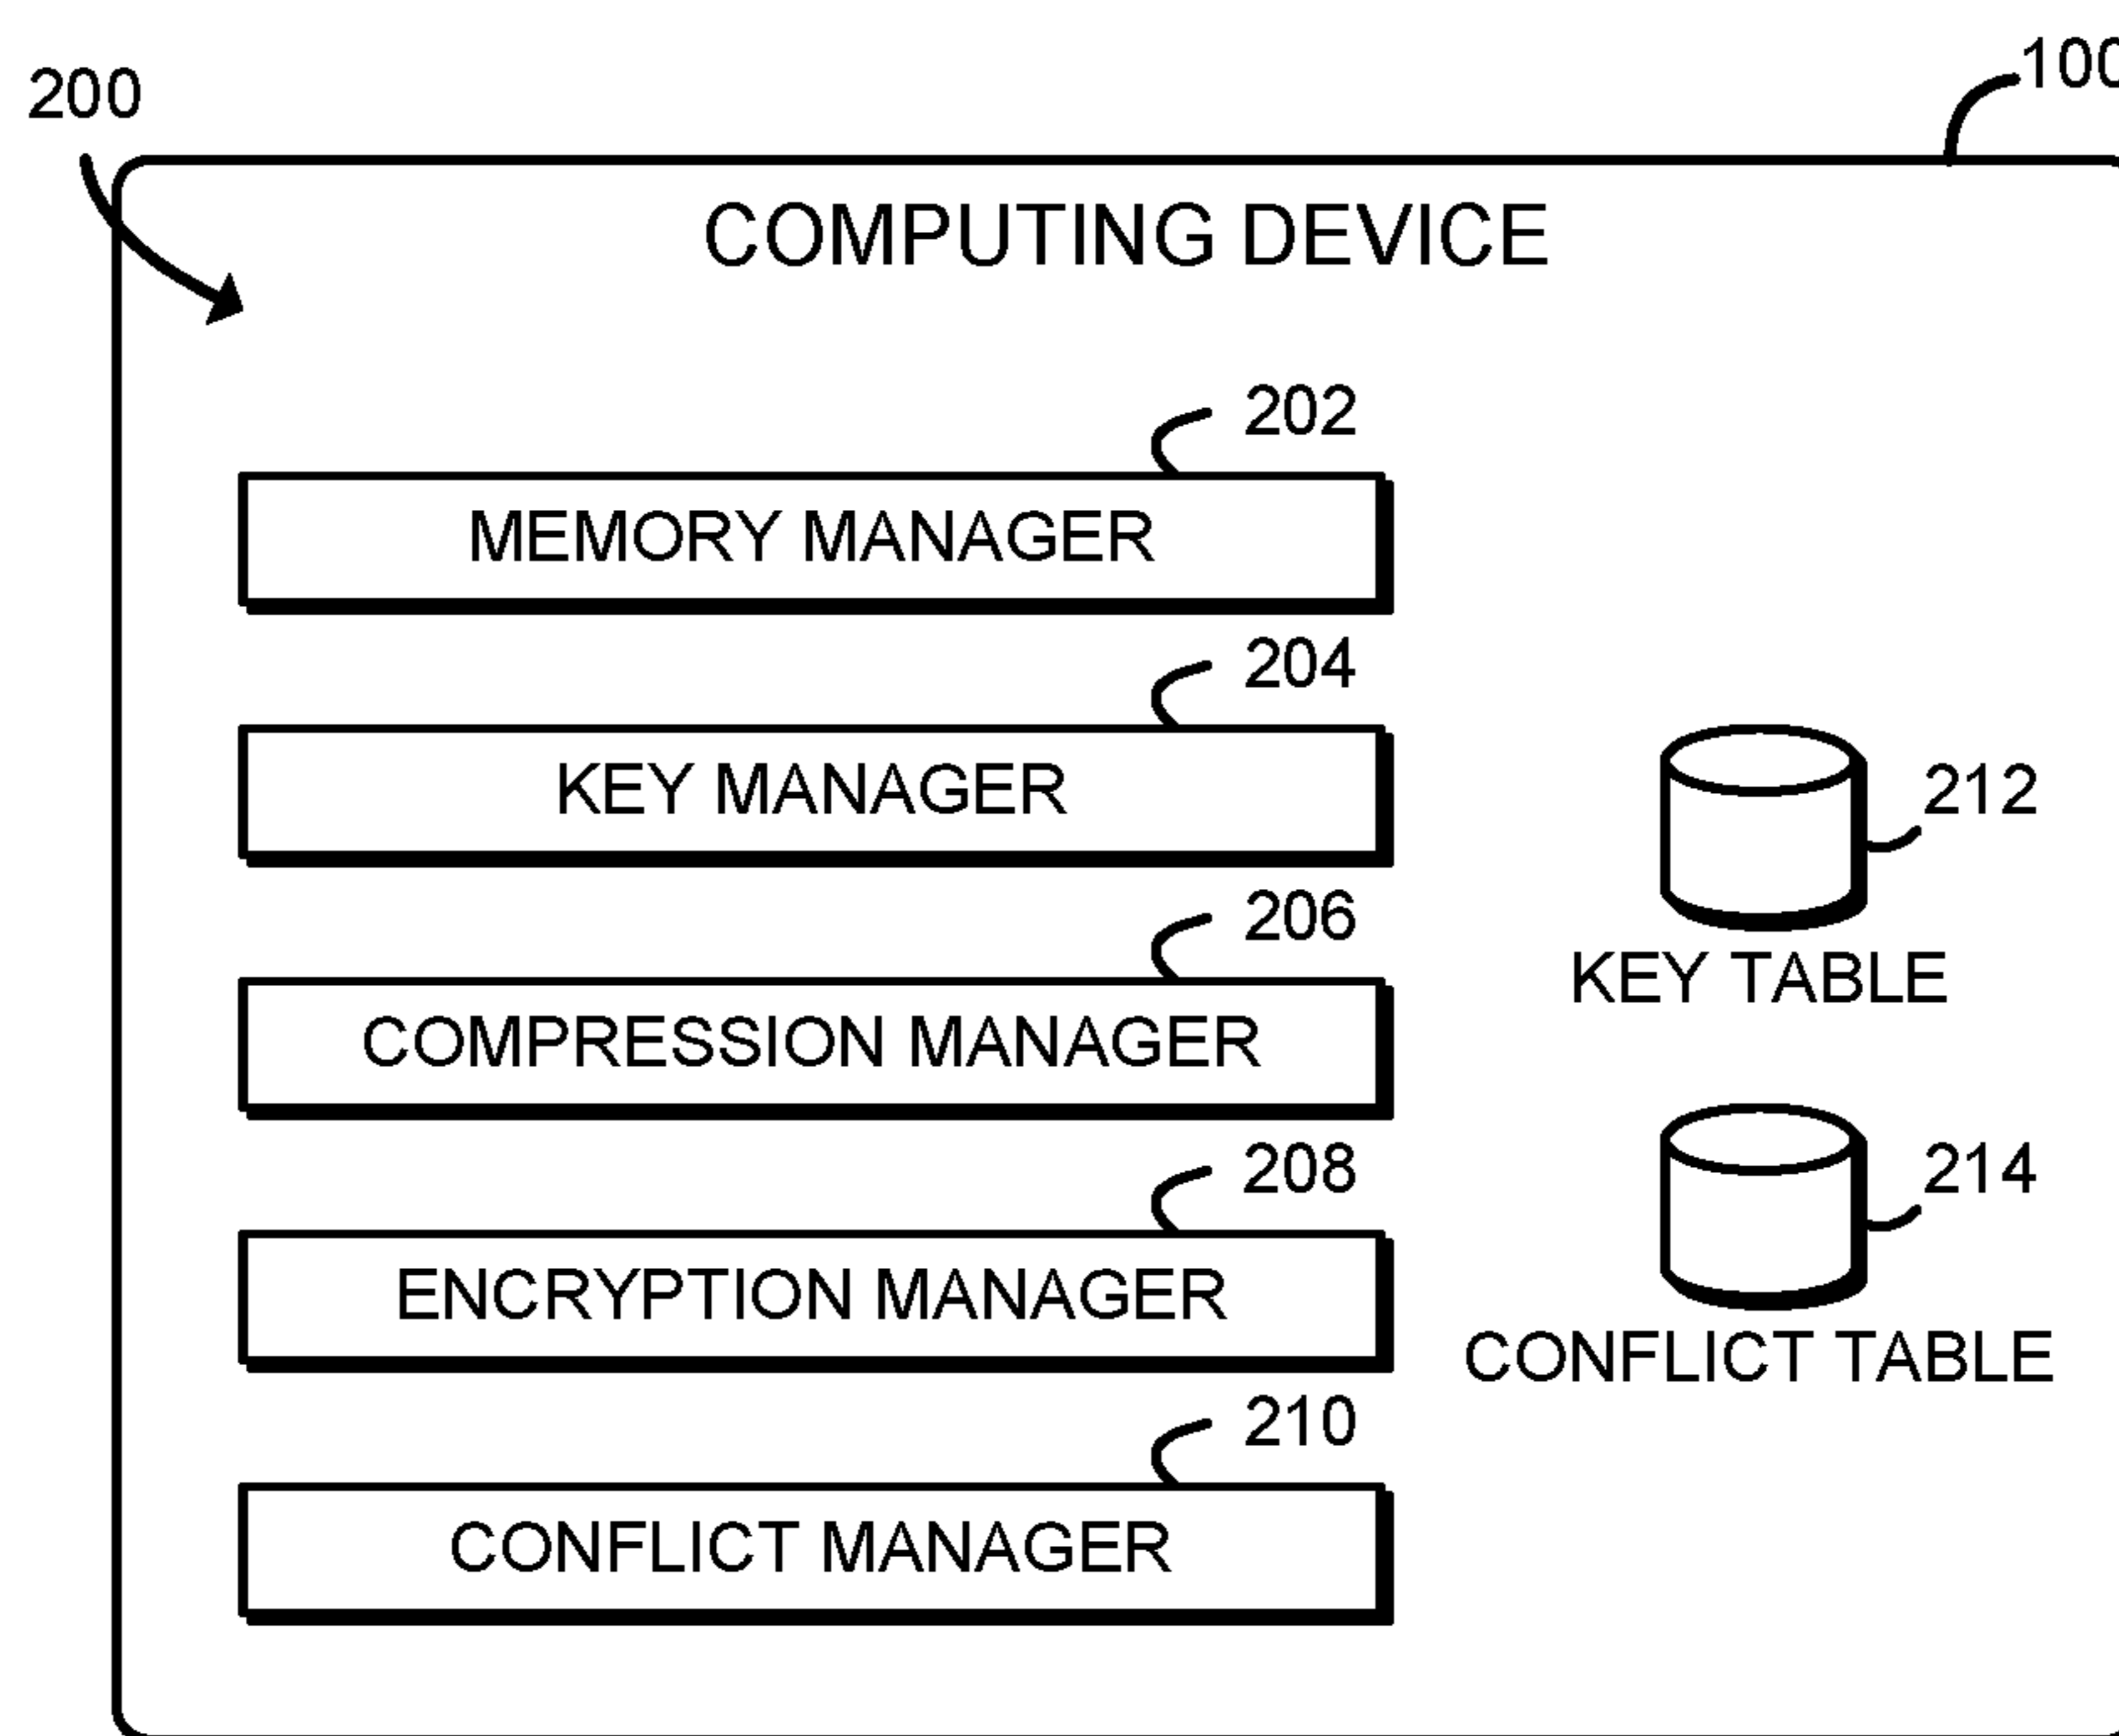 200
100
COMPUTING DEVICE
202
MEMORY MANAGER
204
KEY MANAGER
212
206
KEY TABLE
COMPRESSION MANAGER
208
214
ENCRYPTION MANAGER
CONFLICT TABLE
210
CONFLICT MANAGER